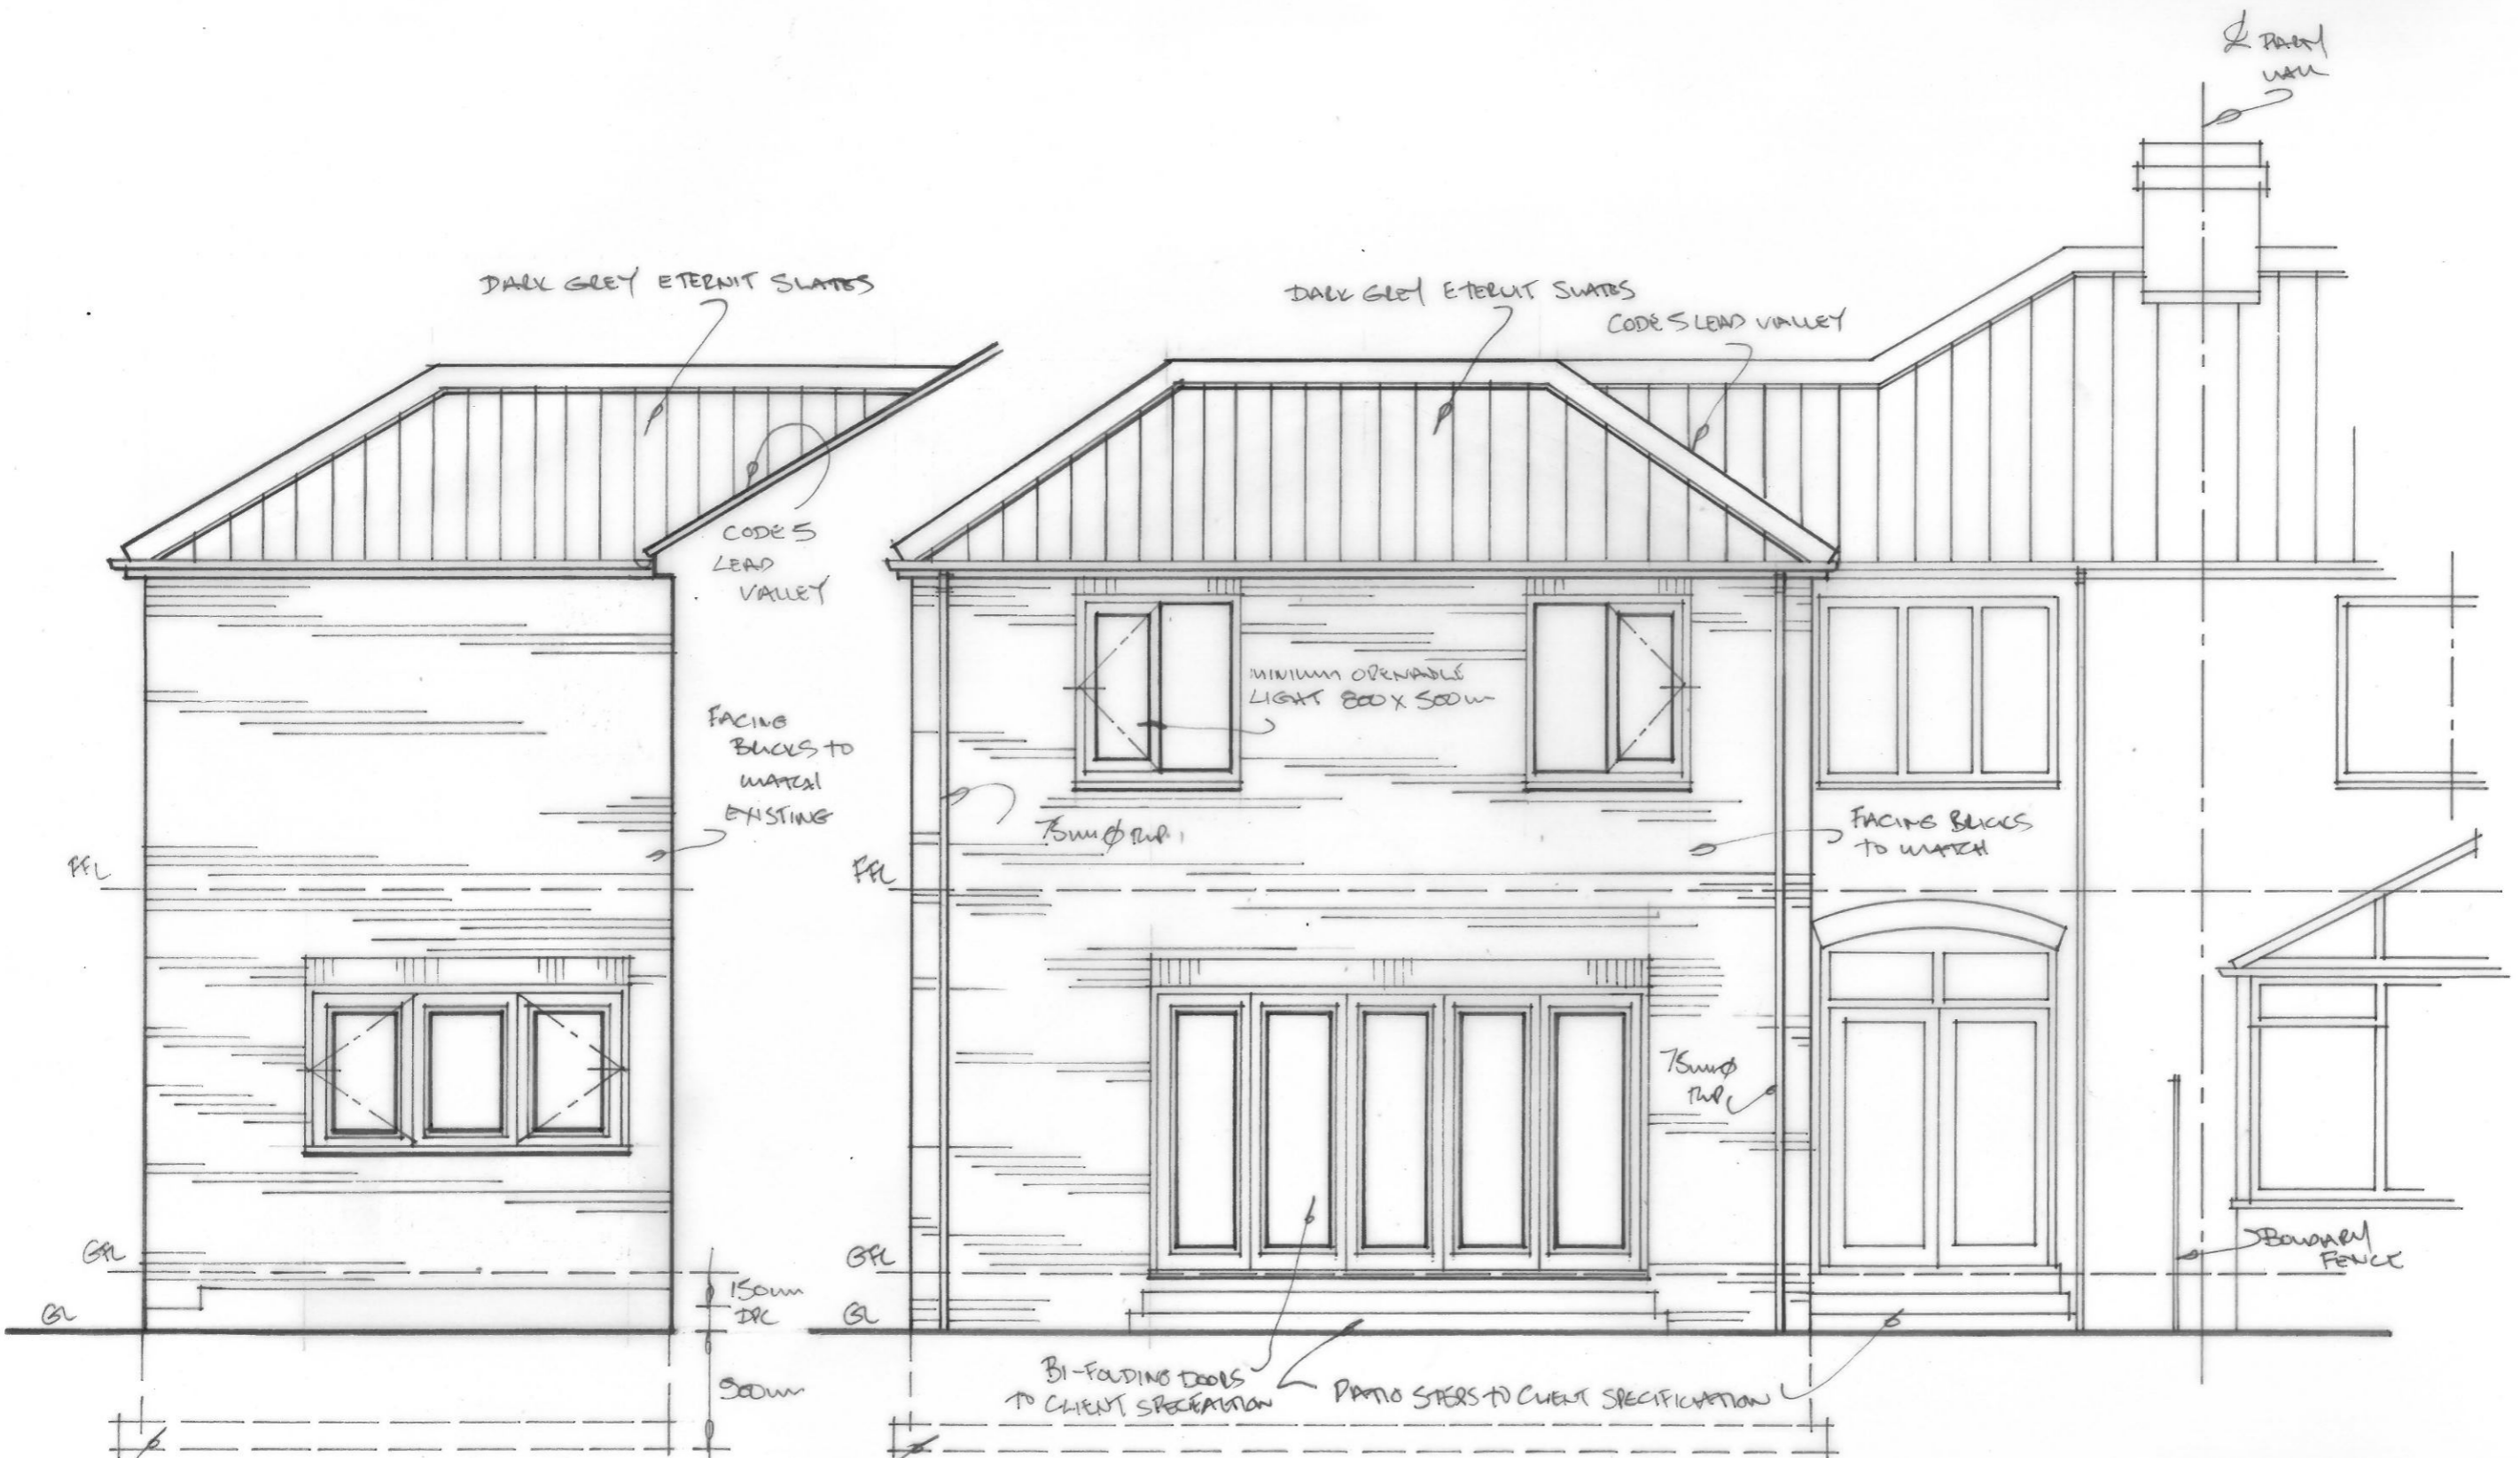 ℄ PARTY
WALL
DARK GREY ETERNIT SLATES
DARK GREY ETERNIT SLATES
CODE 5 LEAD VALLEY
CODE 5
LEAD
VALLEY
MINIMUM OPENABLE
LIGHT 800 X 500mm
FACING
BRICKS TO
MATCH
EXISTING
75mm Ø RWP
FACING BRICKS
TO MATCH
FFL
FFL
75mm Ø
RWP
GFL
GFL
BOUNDARY
FENCE
150mm
DPC
GL
GL
BI-FOLDING DOORS
TO CLIENT
PATIO STEPS TO CLIENT SPECIFICATION
900mm